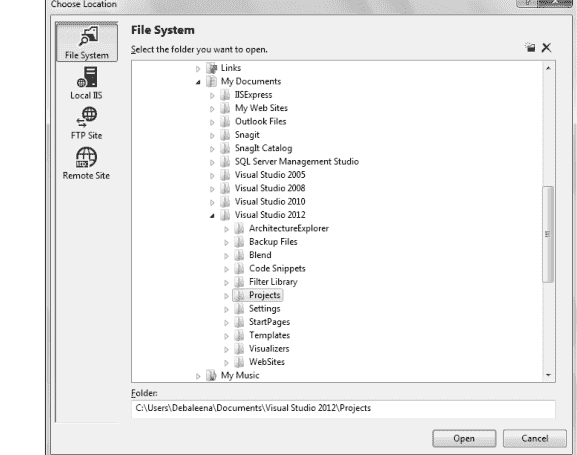 Choose Location
File System
Local IIS
FTP Site
Remote Site
File System
Select the folder you want to open.
Links
My Documents
IISExpress
My Web Sites
Outlook Files
Snagit
SnagIt Catalog
SQL Server Management Studio
Visual Studio 2005
Visual Studio 2008
Visual Studio 2010
Visual Studio 2012
ArchitectureExplorer
Backup Files
Blend
Code Snippets
Filter Library
Projects
Settings
StartPages
Templates
Visualizers
WebSites
My Music
Folder:
C:\Users\Debaleena\Documents\Visual Studio 2012\Projects
Open Cancel